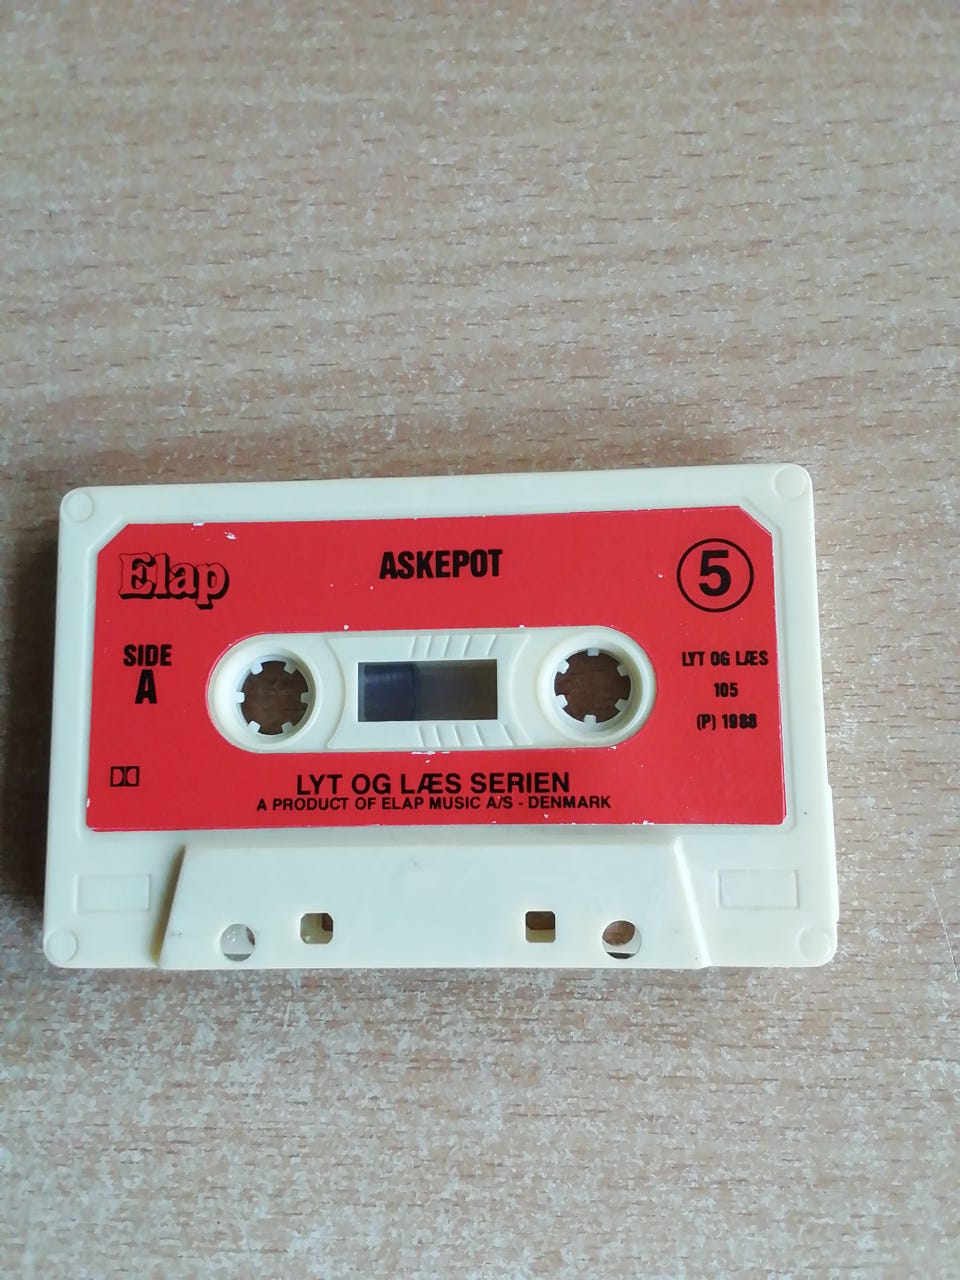 Elap
ASKEPOT
5
SIDE
A
LYT OG LÆS
105
(P) 1988
LYT OG LÆS SERIEN
A PRODUCT OF ELAP MUSIC A/S - DENMARK